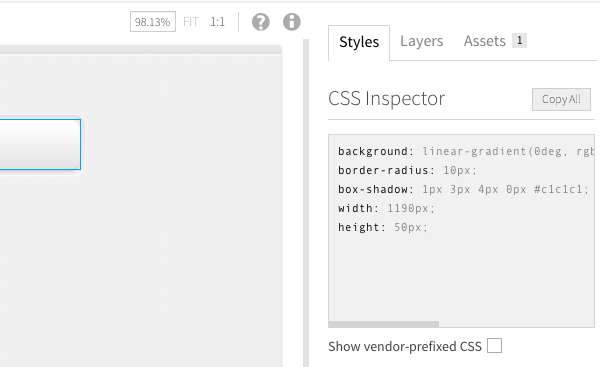 98.13% FIT 1:1 ? i
Styles Layers Assets 1
CSS Inspector Copy All
background: linear-gradient(0deg, rgb
border-radius: 10px;
box-shadow: 1px 3px 4px 0px #c1c1c1;
width: 1190px;
height: 50px;
Show vendor-prefixed CSS